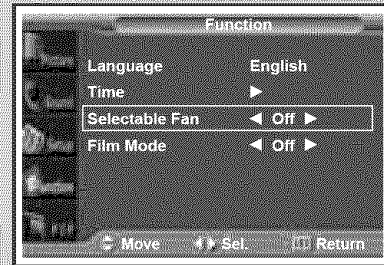 Function
Language English
Time ▶
Selectable Fan ◀ Off ▶
Film Mode ◀ Off ▶
Move Sel. Return